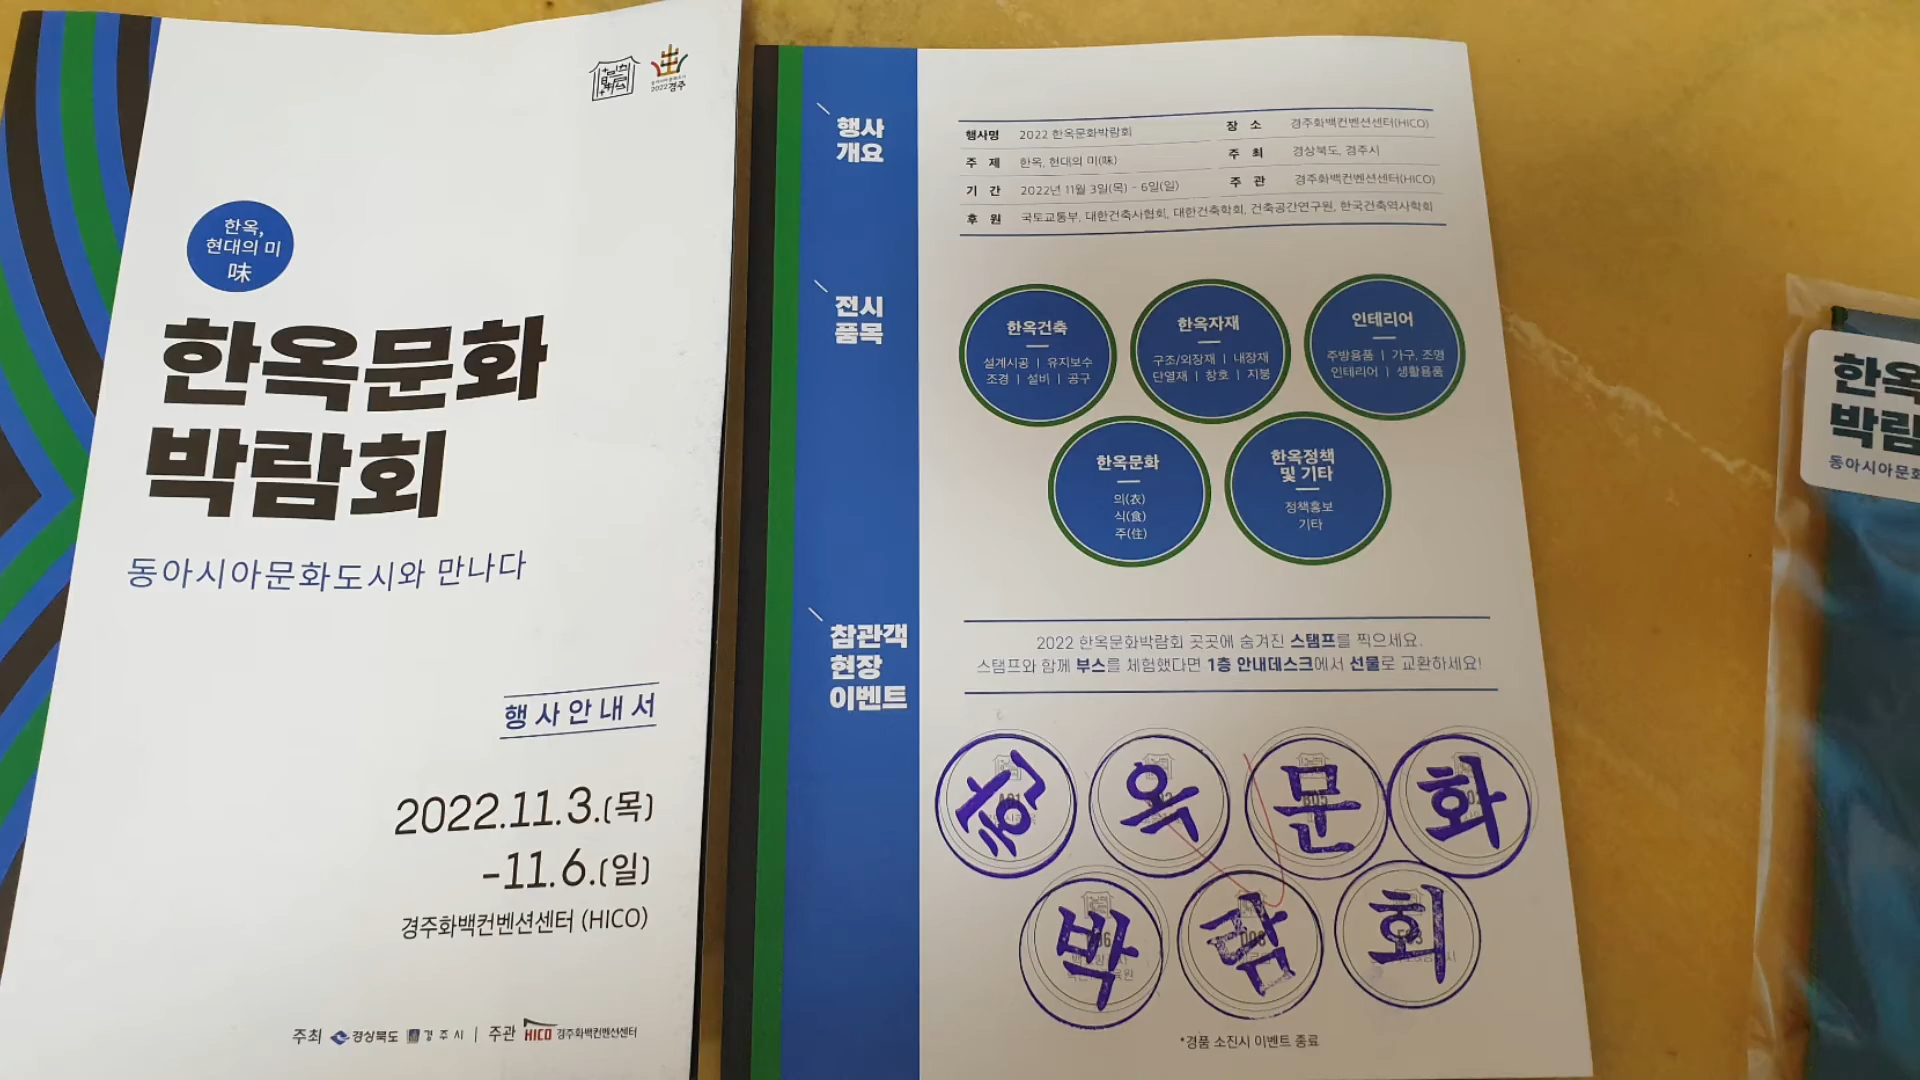 2022 경주
한옥,
현대의 미
味
한옥문화
박람회
동아시아문화도시와 만나다
행사안내서
2022.11.3.(목)
-11.6.(일)
경주화백컨벤션센터 (HICO)
주최 경상북도 경주시 | 주관 HICO 경주화백컨벤션센터
행사
개요
행사명 2022 한옥문화박람회 장 소 경주화백컨벤션센터(HICO)
주 제 한옥, 현대의 미(味) 주 최 경상북도, 경주시
기 간 2022년 11월 3일(목) - 6일(일) 주 관 경주화백컨벤션센터(HICO)
후 원 국토교통부, 대한건축사협회, 대한건축학회, 건축공간연구원, 한국건축역사학회
전시
품목
한옥건축
설계시공 | 유지보수
조경 | 설비 | 공구
한옥자재
구조/외장재 | 내장재
단열재 | 창호 | 지붕
인테리어
주방용품 | 가구, 조명
인테리어 | 생활용품
한옥문화
의(衣)
식(食)
주(住)
한옥정책
및 기타
정책홍보
기타
참관객
현장
이벤트
2022 한옥문화박람회 곳곳에 숨겨진 스탬프를 찍으세요.
스탬프와 함께 부스를 체험했다면 1층 안내데스크에서 선물로 교환하세요!
한 옥 문 화
박 람 회
*경품 소진시 이벤트 종료
한옥
박람
동아시아문화